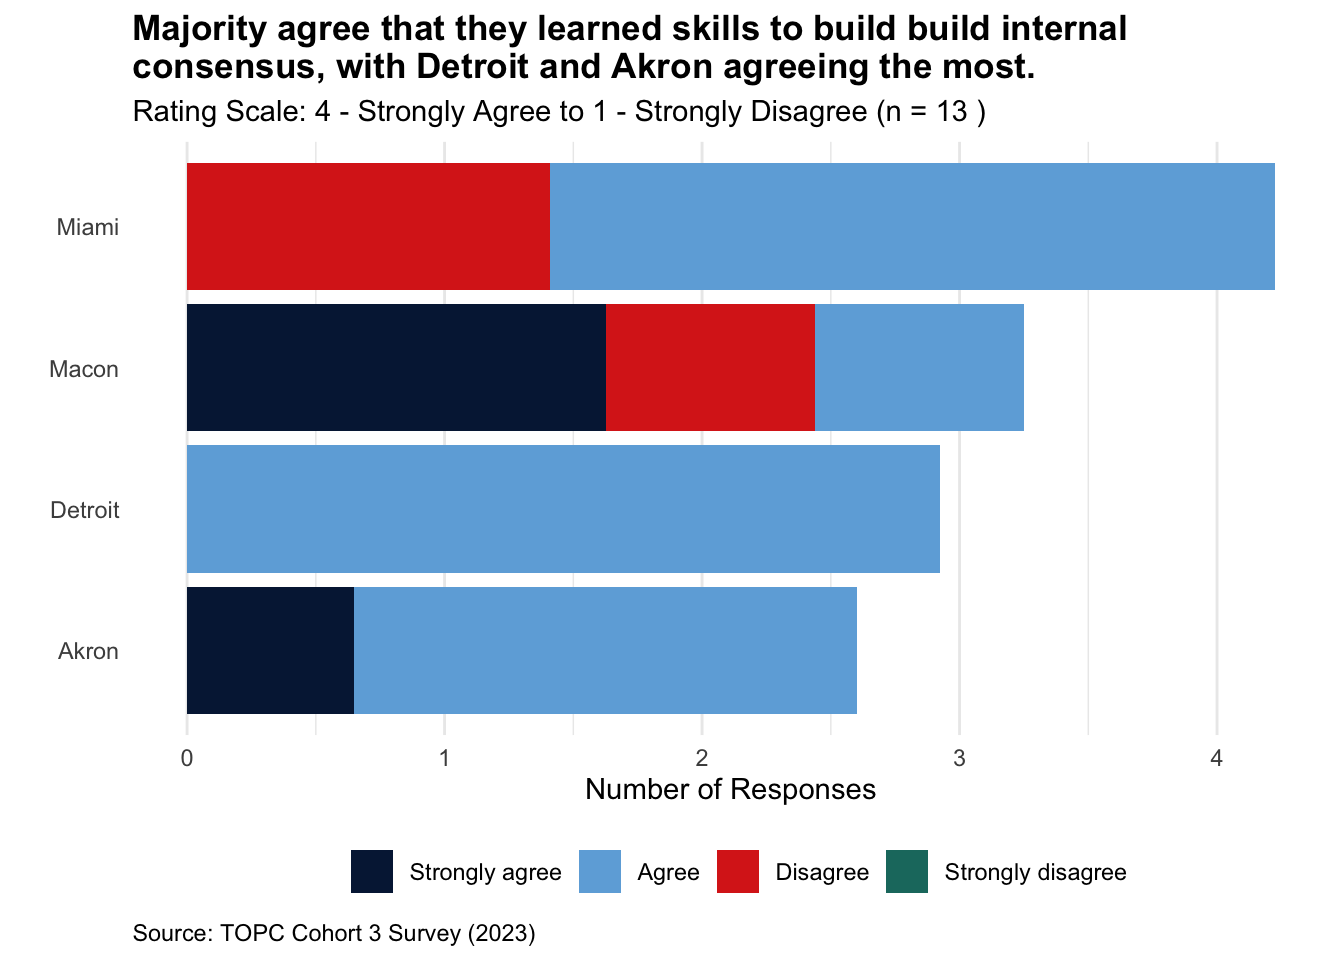 Majority agree that they learned skills to build build internal
consensus, with Detroit and Akron agreeing the most.
Rating Scale: 4 - Strongly Agree to 1 - Strongly Disagree (n = 13 )
Miami
Macon
Detroit
Akron
0 1 2 3 4
Number of Responses
Strongly agree Agree Disagree Strongly disagree
Source: TOPC Cohort 3 Survey (2023)